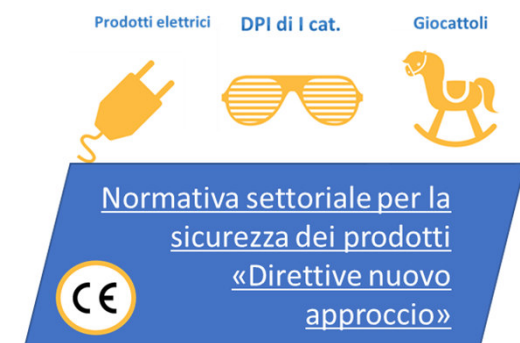 Prodotti elettrici
DPI di I cat.
Giocattoli
Normativa settoriale per la
sicurezza dei prodotti
«Direttive nuovo
approccio»
CE